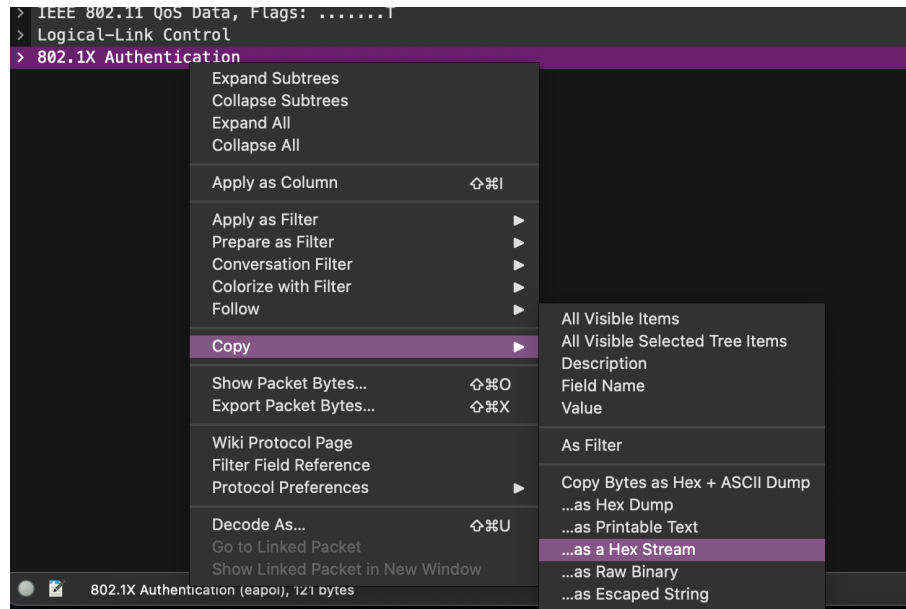 > IEEE 802.11 QoS Data, Flags: .......T
> Logical-Link Control
> 802.1X Authentication
Expand Subtrees
Collapse Subtrees
Expand All
Collapse All
Apply as Column ⇧⌘I
Apply as Filter
Prepare as Filter
Conversation Filter
Colorize with Filter
Follow
Copy
Show Packet Bytes... ⇧⌘O
Export Packet Bytes... ⇧⌘X
Wiki Protocol Page
Filter Field Reference
Protocol Preferences
Decode As... ⇧⌘U
Go to Linked Packet
Show Linked Packet in New Window
All Visible Items
All Visible Selected Tree Items
Description
Field Name
Value
As Filter
Copy Bytes as Hex + ASCII Dump
...as Hex Dump
...as Printable Text
...as a Hex Stream
...as Raw Binary
...as Escaped String
802.1X Authentication (eapol), 121 bytes